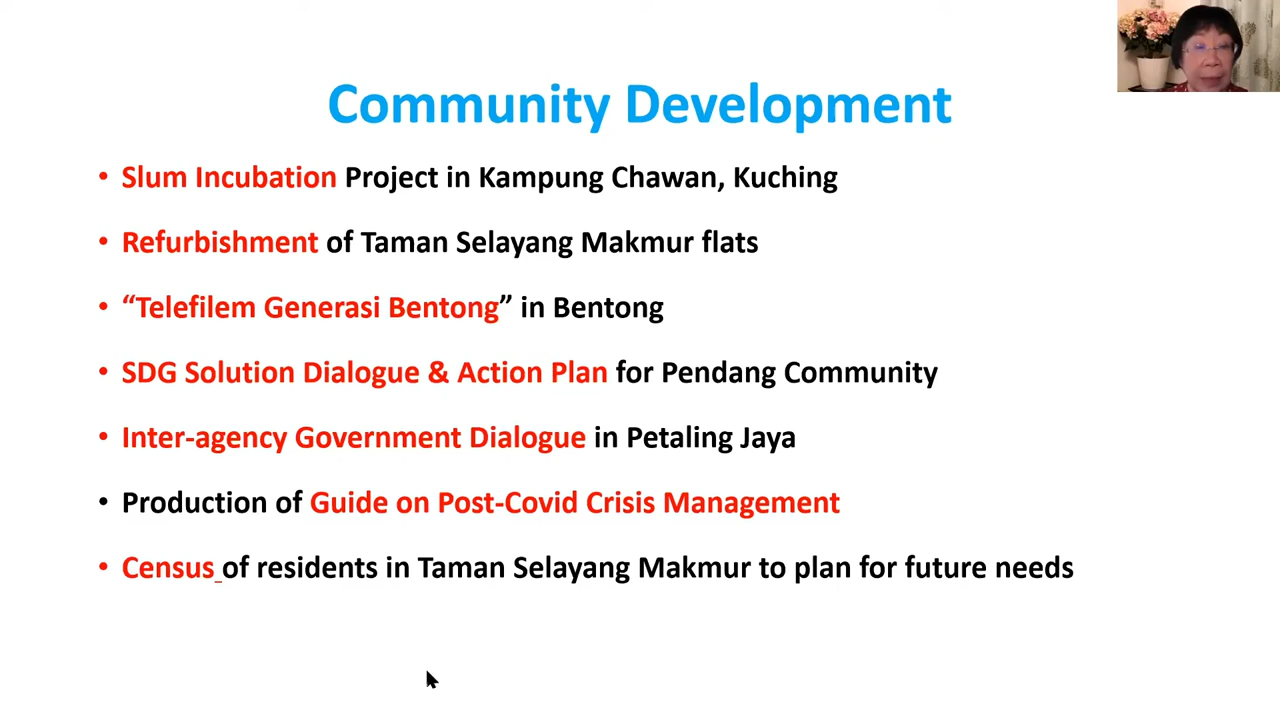 Community Development
• Slum Incubation Project in Kampung Chawan, Kuching
• Refurbishment of Taman Selayang Makmur flats
• “Telefilem Generasi Bentong” in Bentong
• SDG Solution Dialogue & Action Plan for Pendang Community
• Inter-agency Government Dialogue in Petaling Jaya
• Production of Guide on Post-Covid Crisis Management
• Census of residents in Taman Selayang Makmur to plan for future needs